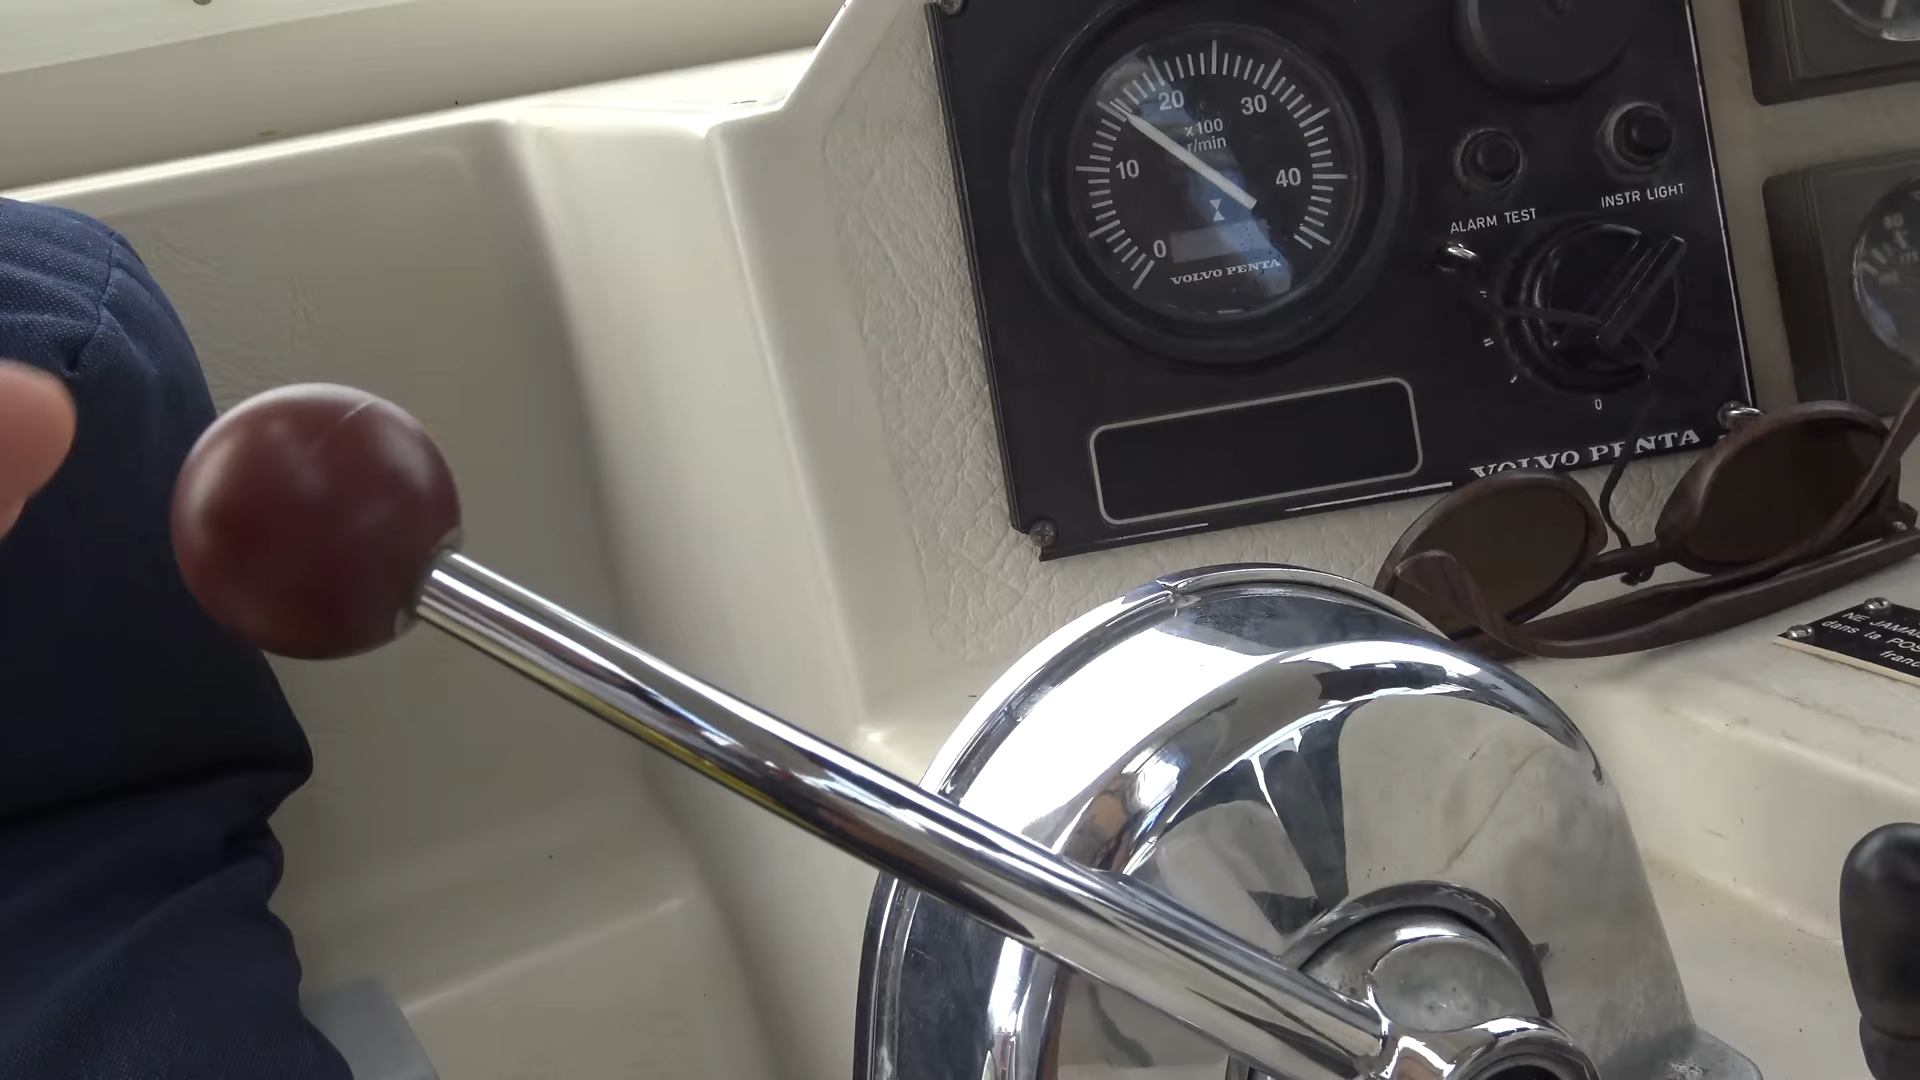 20
30
x100
r/min
10
40
0
VOLVO PENTA
ALARM TEST
INSTR LIGHT
0
VOLVO PENTA
NE JAMAIS
dans la POS
franc